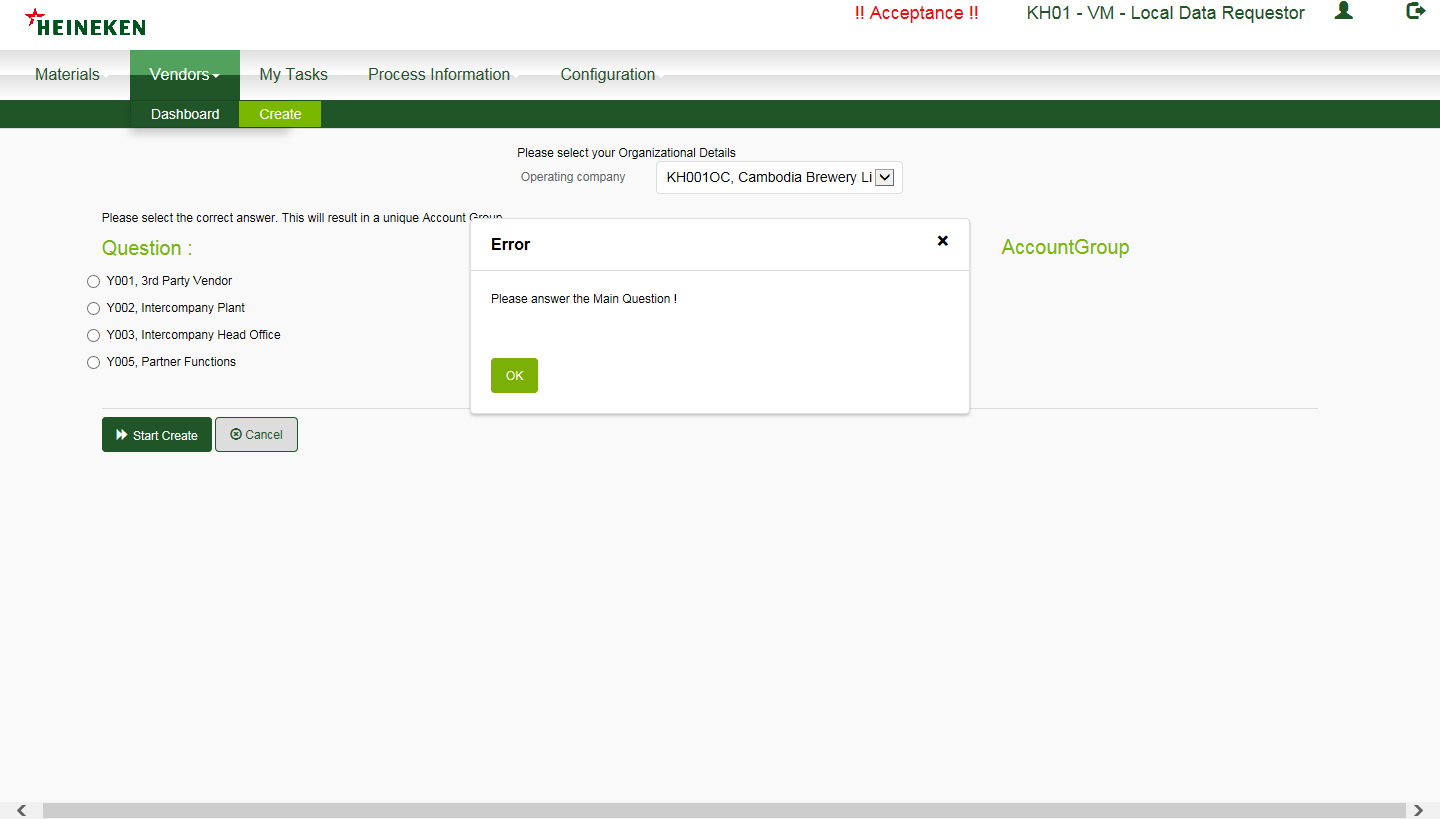 HEINEKEN
!! Acceptance !! KH01 - VM - Local Data Requestor
Materials Vendors My Tasks Process Information Configuration
Dashboard Create
Please select your Organizational Details
Operating company KH001OC, Cambodia Brewery Li
Please select the correct answer. This will result in a unique Account Group
Question :
AccountGroup
Y001, 3rd Party Vendor
Y002, Intercompany Plant
Y003, Intercompany Head Office
Y005, Partner Functions
Error
Please answer the Main Question !
OK
Start Create Cancel